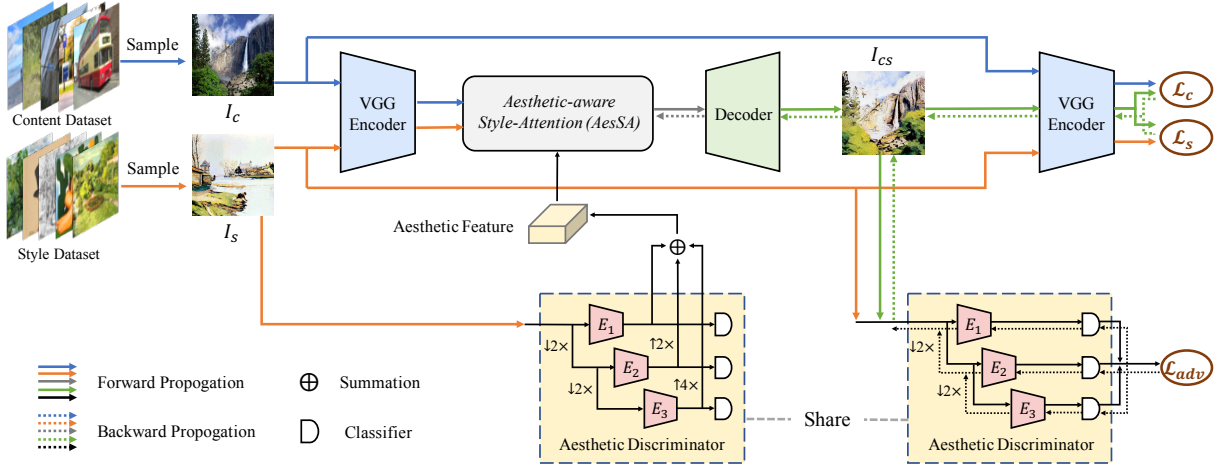 Sample
Content Dataset
I_c
VGG
Encoder
Aesthetic-aware
Style-Attention (AesSA)
Decoder
I_cs
VGG
Encoder
ℒ_c
ℒ_s
Sample
Style Dataset
I_s
Aesthetic Feature
E_1
↓2×
↑2×
E_2
↓2×
↑4×
E_3
Aesthetic Discriminator
Share
E_1
↓2×
E_2
↓2×
E_3
Aesthetic Discriminator
ℒ_adv
Forward Propogation
Summation
Backward Propogation
Classifier